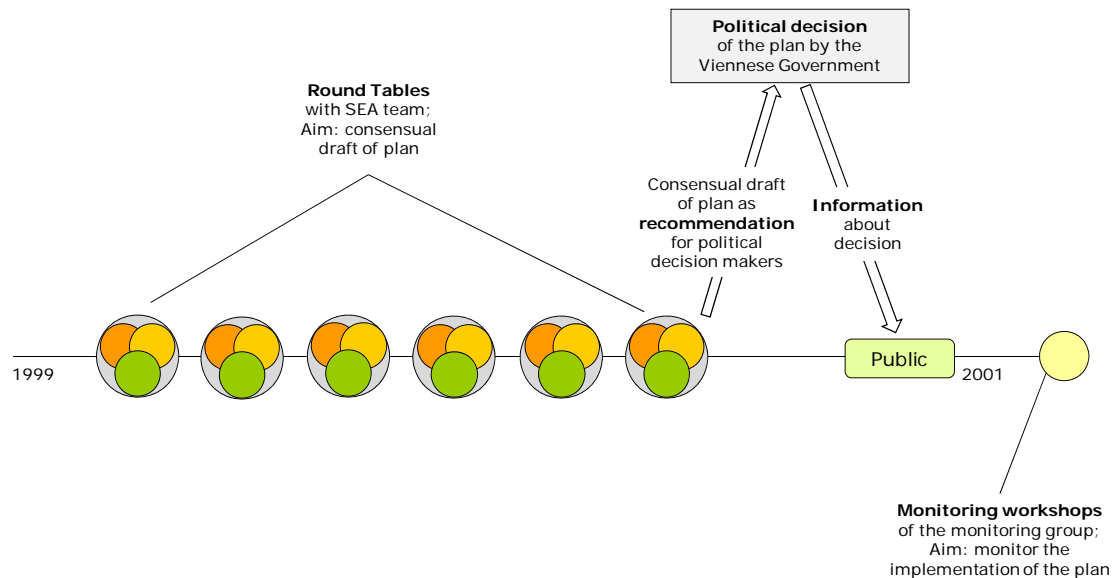 Political decision
of the plan by the
Viennese Government
Round Tables
with SEA team;
Aim: consensual
draft of plan
Consensual draft
of plan as
recommendation
for political
decision makers
Information
about
decision
1999
Public
2001
Monitoring workshops
of the monitoring group;
Aim: monitor the
implementation of the plan